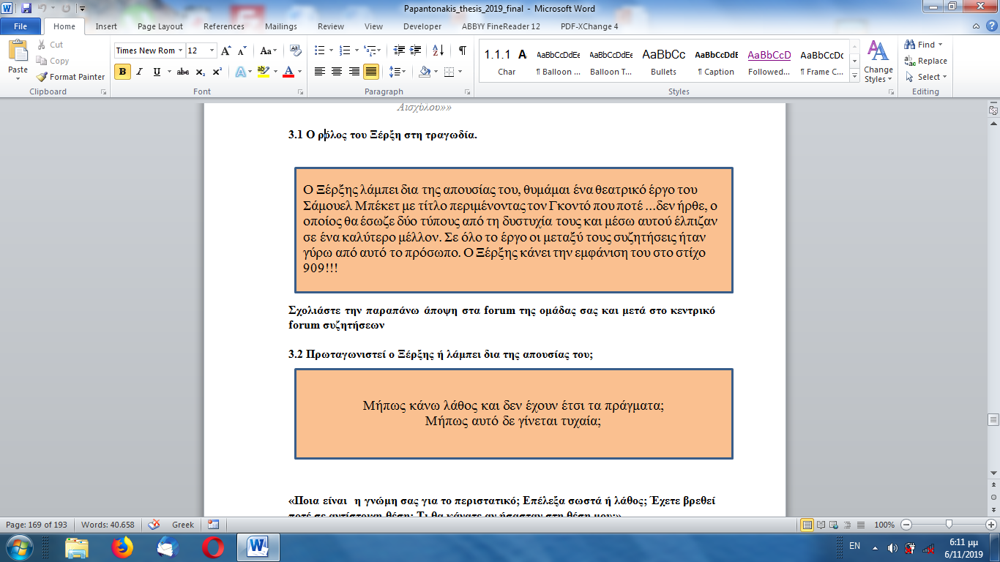 Papantonakis_thesis_2019_final - Microsoft Word
File Home Insert Page Layout References Mailings Review View Developer ABBYY FineReader 12 PDF-XChange 4
Paste
Cut
Copy
Format Painter
Clipboard
Times New Rom 12
Font
Paragraph
1.1.1 A AaBbCcDdEe AaBbCcDdEe AaBbCc AaBbCcDdE AaBbCcD AaBbCcDc
Char ¶ Balloon ... Balloon T... Bullets ¶ Caption Followed... ¶ Frame C...
Styles
Change Styles
Find
Replace
Select
Editing
Αισχύλου»»
3.1 Ο ρόλος του Ξέρξη στη τραγωδία.
Ο Ξέρξης λάμπει δια της απουσίας του, θυμάμαι ένα θεατρικό έργο του
Σάμουελ Μπέκετ με τίτλο περιμένοντας τον Γκοντό που ποτέ ...δεν ήρθε, ο
οποίος θα έσωζε δύο τύπους από τη δυστυχία τους και μέσω αυτού έλπιζαν
σε ένα καλύτερο μέλλον. Σε όλο το έργο οι μεταξύ τους συζητήσεις ήταν
γύρω από αυτό το πρόσωπο. Ο Ξέρξης κάνει την εμφάνιση του στο στίχο
909!!!
Σχολιάστε την παραπάνω άποψη στα forum της ομάδας σας και μετά στο κεντρικό
forum συζητήσεων
3.2 Πρωταγωνιστεί ο Ξέρξης ή λάμπει δια της απουσίας του;
Μήπως κάνω λάθος και δεν έχουν έτσι τα πράγματα;
Μήπως αυτό δε γίνεται τυχαία;
«Ποια είναι η γνώμη σας για το περιστατικό; Επέλεξα σωστά ή λάθος; Έχετε βρεθεί
ποτέ σε αντίστοιχη θέση; Τι θα κάνατε αν ήσασταν στη θέση μου;»
Page: 169 of 193 Words: 40.658 Greek 100%
EN 6:11 μμ
6/11/2019